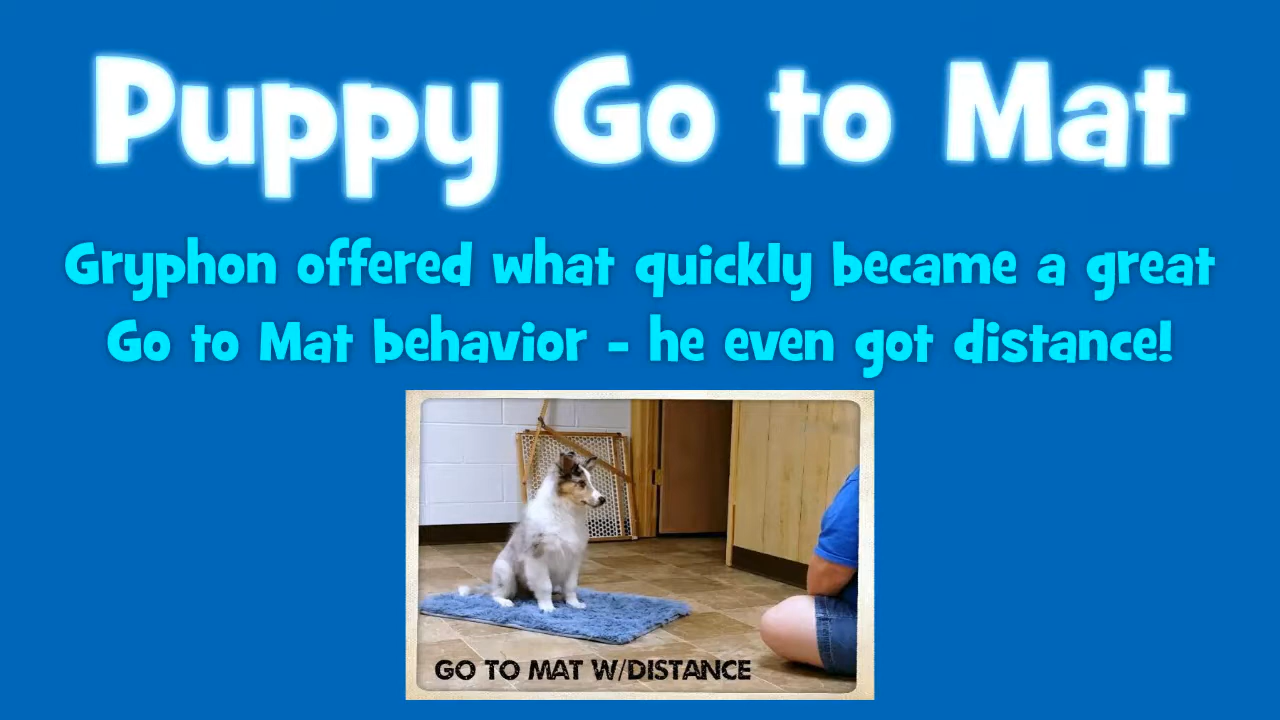 Puppy Go to Mat
Gryphon offered what quickly became a great
Go to Mat behavior - he even got distance!
GO TO MAT W/DISTANCE